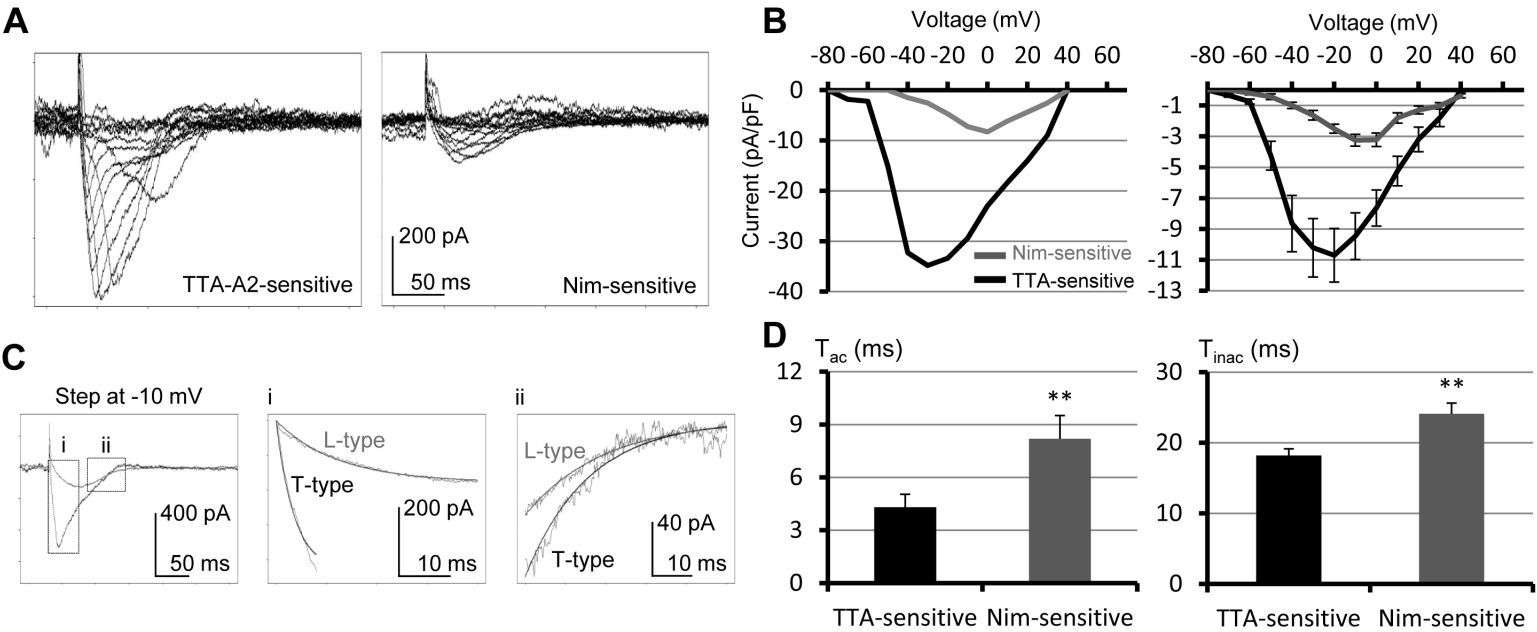 A
TTA-A2-sensitive
200 pA
50 ms
Nim-sensitive
B
Voltage (mV)
-80 -60 -40 -20 0 20 40 60
Current (pA/pF)
0
-10
-20
-30
-40
Nim-sensitive
TTA-sensitive
Voltage (mV)
-80 -60 -40 -20 0 20 40 60
-1
-3
-5
-7
-9
-11
-13
C
Step at -10 mV
i
ii
400 pA
50 ms
i
L-type
T-type
200 pA
10 ms
ii
L-type
T-type
40 pA
10 ms
D
Tac (ms)
12
9
6
3
0
**
TTA-sensitive Nim-sensitive
Tinac (ms)
30
20
10
0
**
TTA-sensitive Nim-sensitive